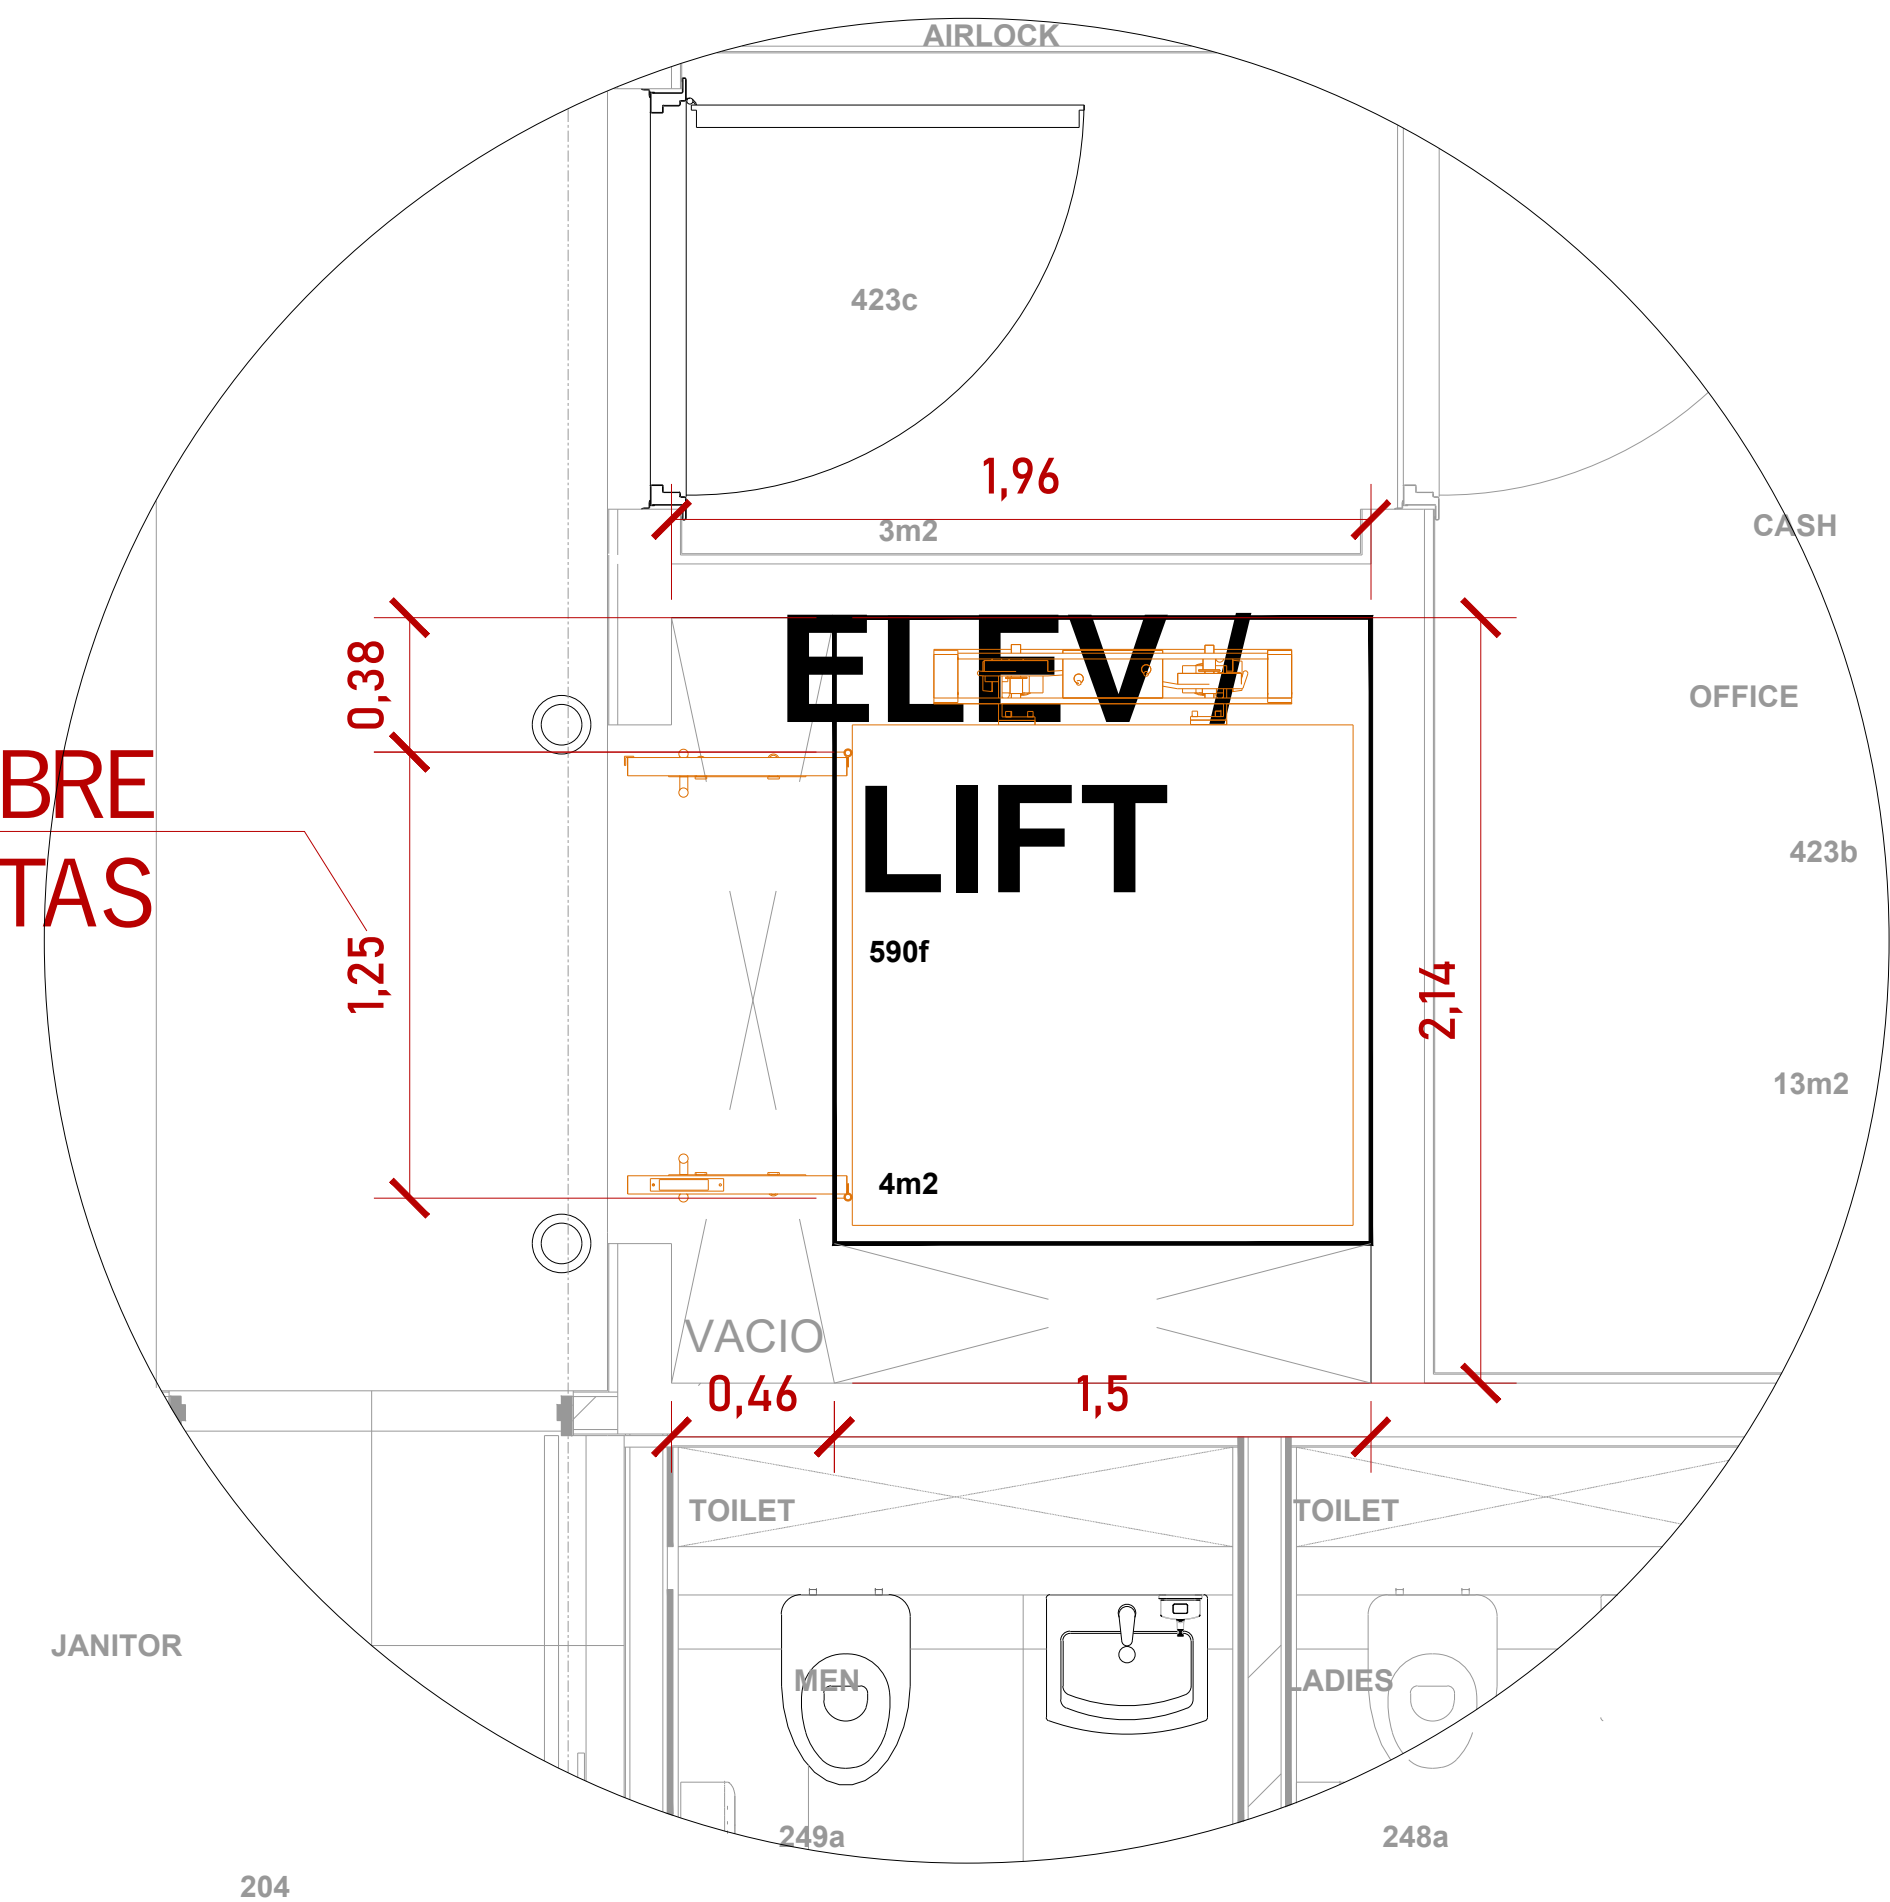 AIRLOCK
423c
1,96
3m2
CASH
ELEV /
0,38
OFFICE
BRE
LIFT
423b
TAS
590f
1,25
2,14
13m2
4m2
VACIO
0,46
1,5
TOILET
TOILET
JANITOR
MEN
LADIES
249a
248a
204